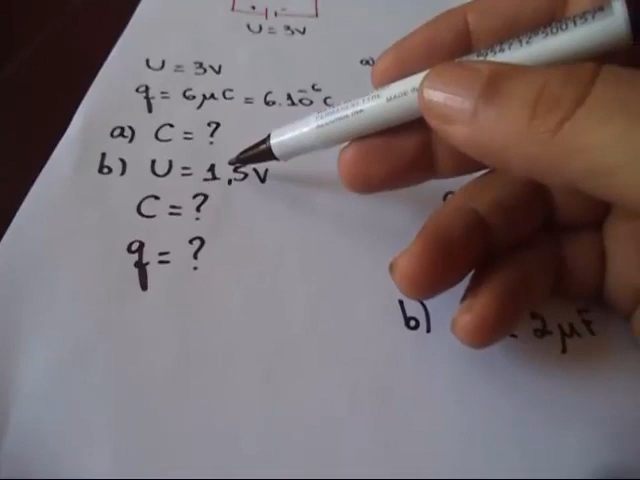 U = 3V
U = 3V
q = 6μC = 6.10⁻⁶C
a) C = ?
b) U = 1,5V
C = ?
q = ?
a)
b)
2μF